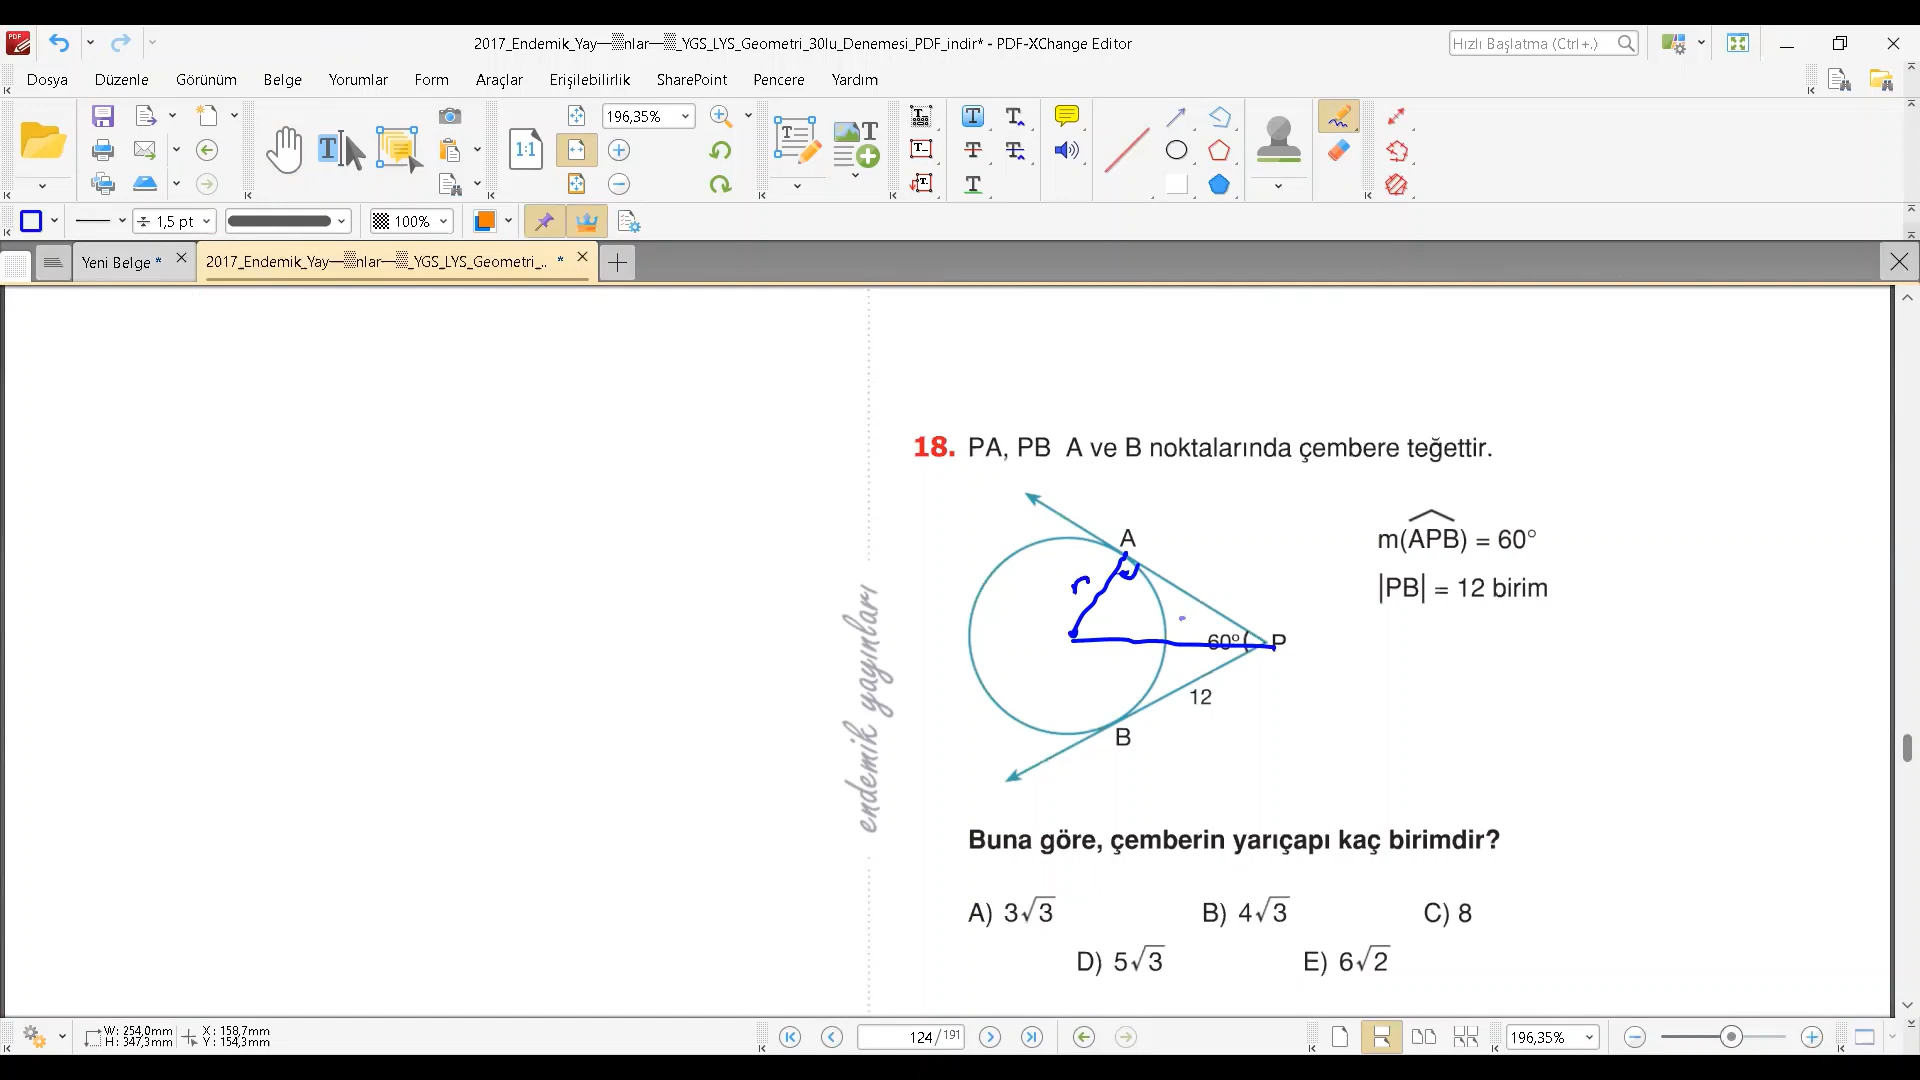 2017_Endemik_Yay—▒nlar—▒_YGS_LYS_Geometri_30lu_Denemesi_PDF_indir* - PDF-XChange Editor
Hızlı Başlatma (Ctrl+.)
Dosya Düzenle Görünüm Belge Yorumlar Form Araçlar Erişilebilirlik SharePoint Pencere Yardım
196,35%
1:1
1,5 pt
100%
Yeni Belge *
2017_Endemik_Yay—▒nlar—▒_YGS_LYS_Geometri_.. *
endemik yayınları
18. PA, PB A ve B noktalarında çembere teğettir.
A
r
60°
P
12
B
m(APB) = 60°
|PB| = 12 birim
Buna göre, çemberin yarıçapı kaç birimdir?
A) 3√3 B) 4√3 C) 8
D) 5√3 E) 6√2
W: 254,0mm
H: 347,3mm
X: 158,7mm
Y: 154,3mm
124 / 191
196,35%